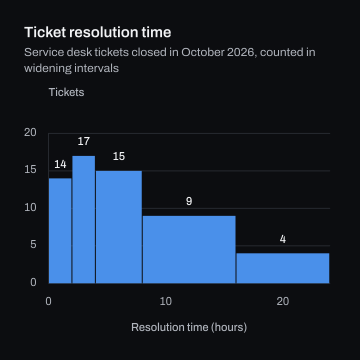 Ticket resolution time
Service desk tickets closed in October 2026, counted in
widening intervals
Tickets
20
15
10
5
0
14
17
15
9
4
0
10
20
Resolution time (hours)